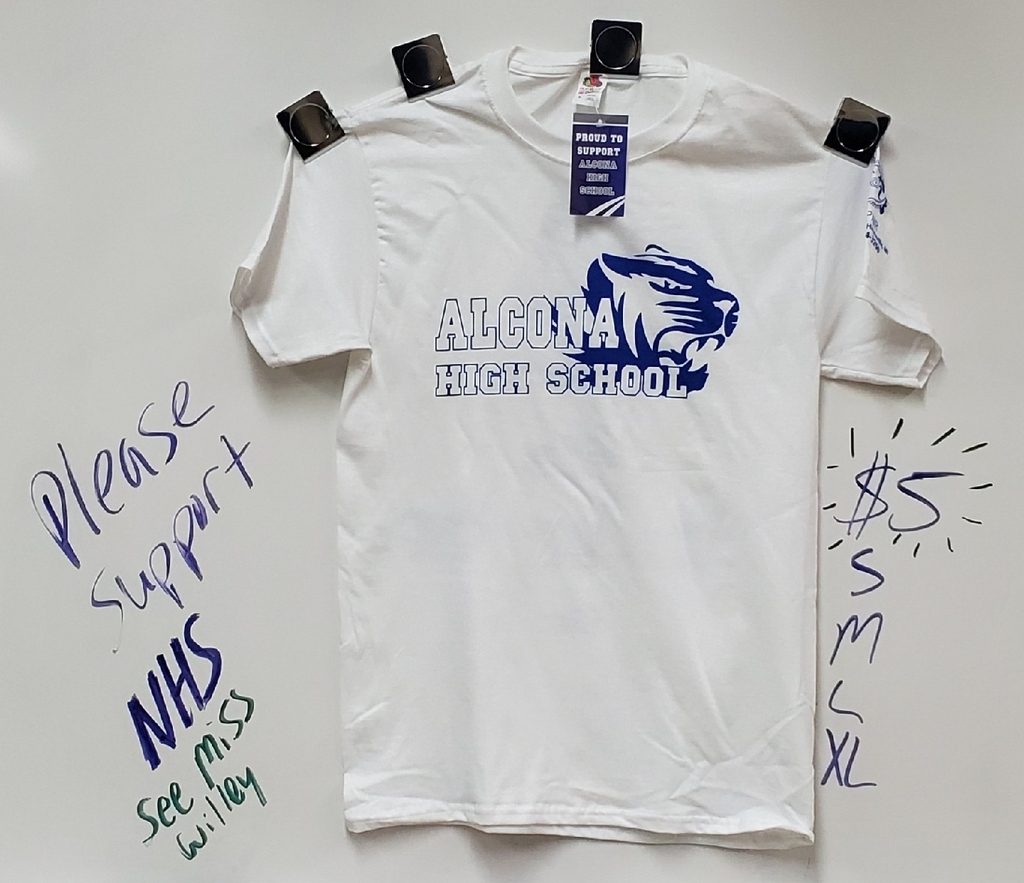 PROUD TO
SUPPORT
ALCONA
HIGH
SCHOOL
ALCONA
HIGH SCHOOL
Please
support
NHS
see miss
willey
$5
S
M
L
XL